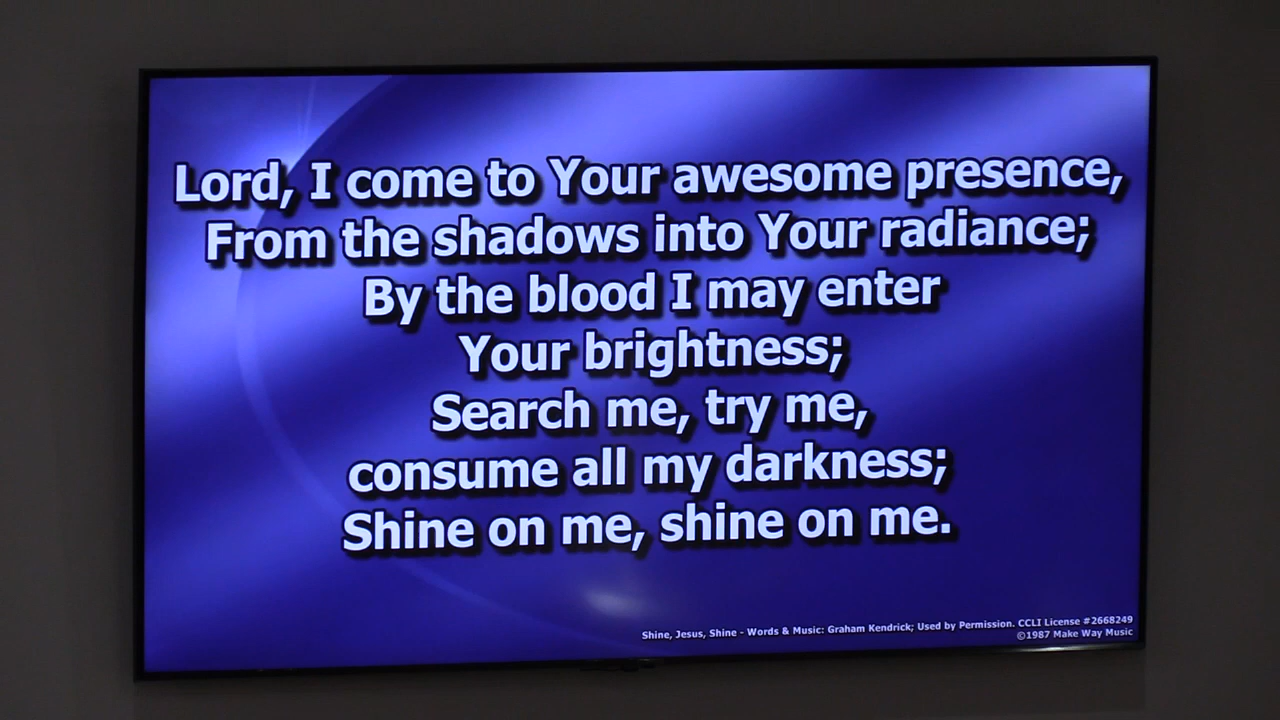 Lord, I come to Your awesome presence,
From the shadows into Your radiance;
By the blood I may enter
Your brightness;
Search me, try me,
consume all my darkness;
Shine on me, shine on me.
Shine, Jesus, Shine - Words & Music: Graham Kendrick; Used by Permission. CCLI License #2668249
©1987 Make Way Music